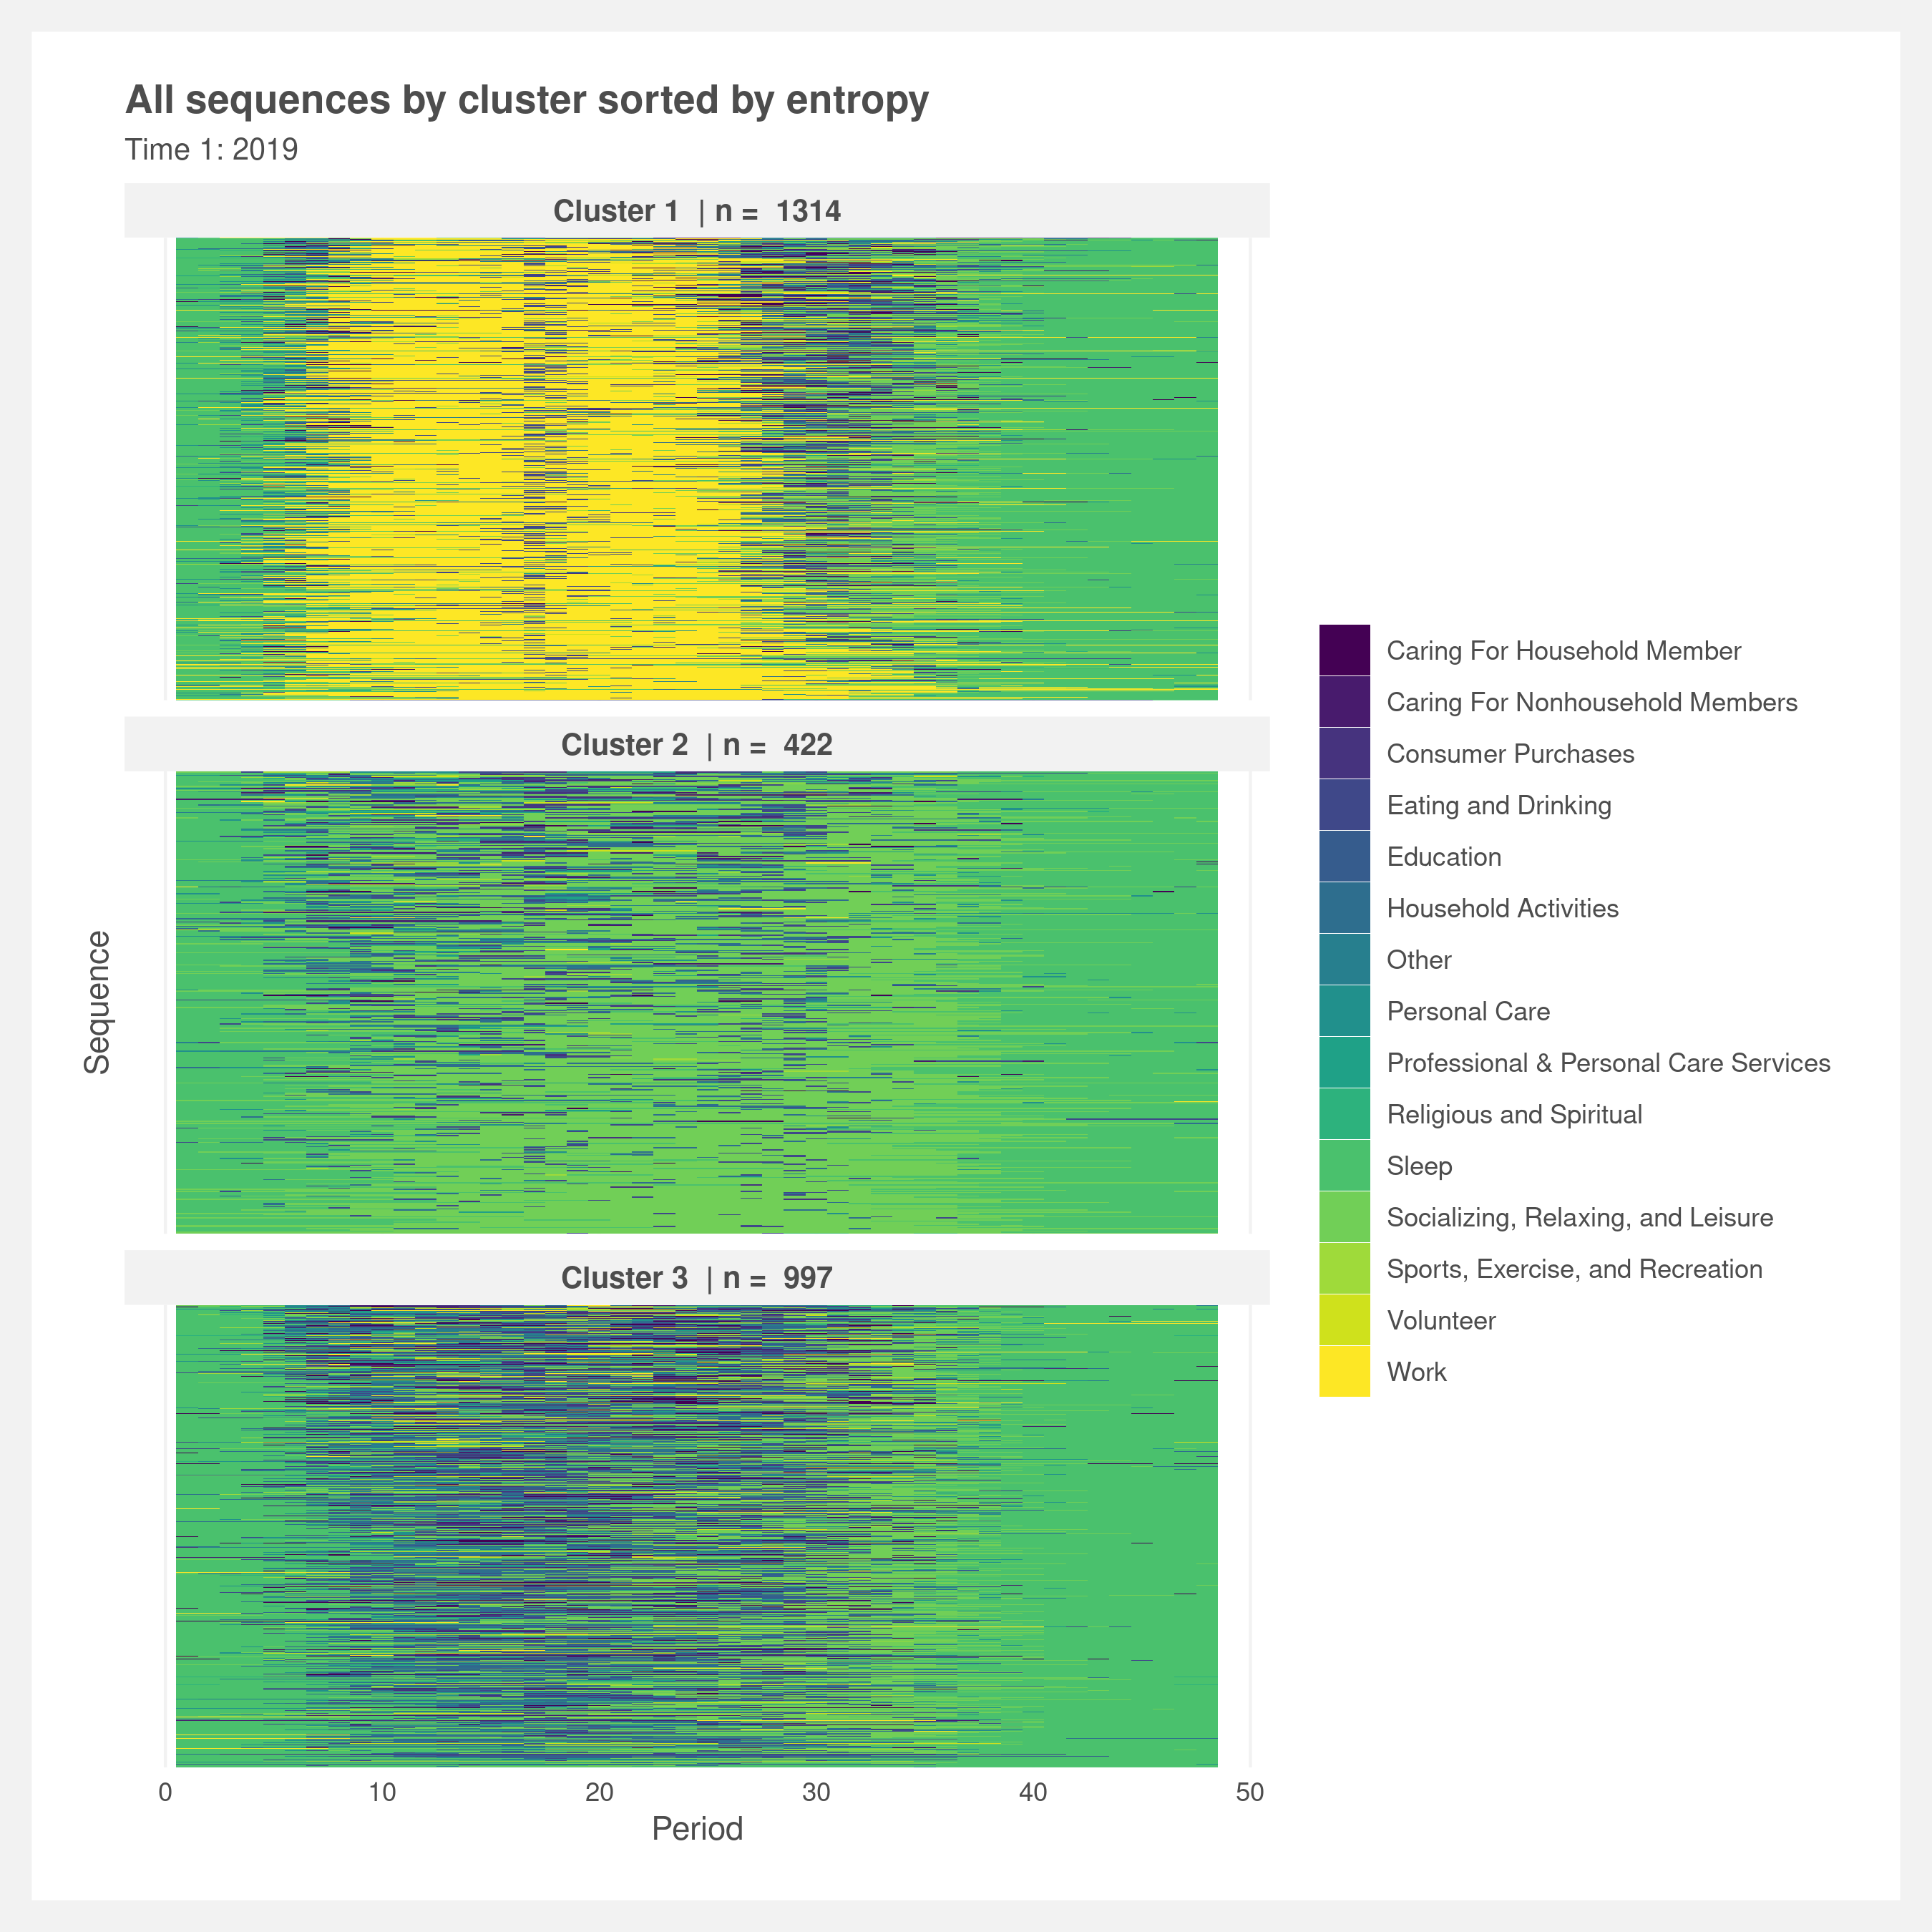 All sequences by cluster sorted by entropy
Time 1: 2019
Cluster 1 | n = 1314
Cluster 2 | n = 422
Cluster 3 | n = 997
Sequence
0 10 20 30 40 50
Period
Caring For Household Member
Caring For Nonhousehold Members
Consumer Purchases
Eating and Drinking
Education
Household Activities
Other
Personal Care
Professional & Personal Care Services
Religious and Spiritual
Sleep
Socializing, Relaxing, and Leisure
Sports, Exercise, and Recreation
Volunteer
Work